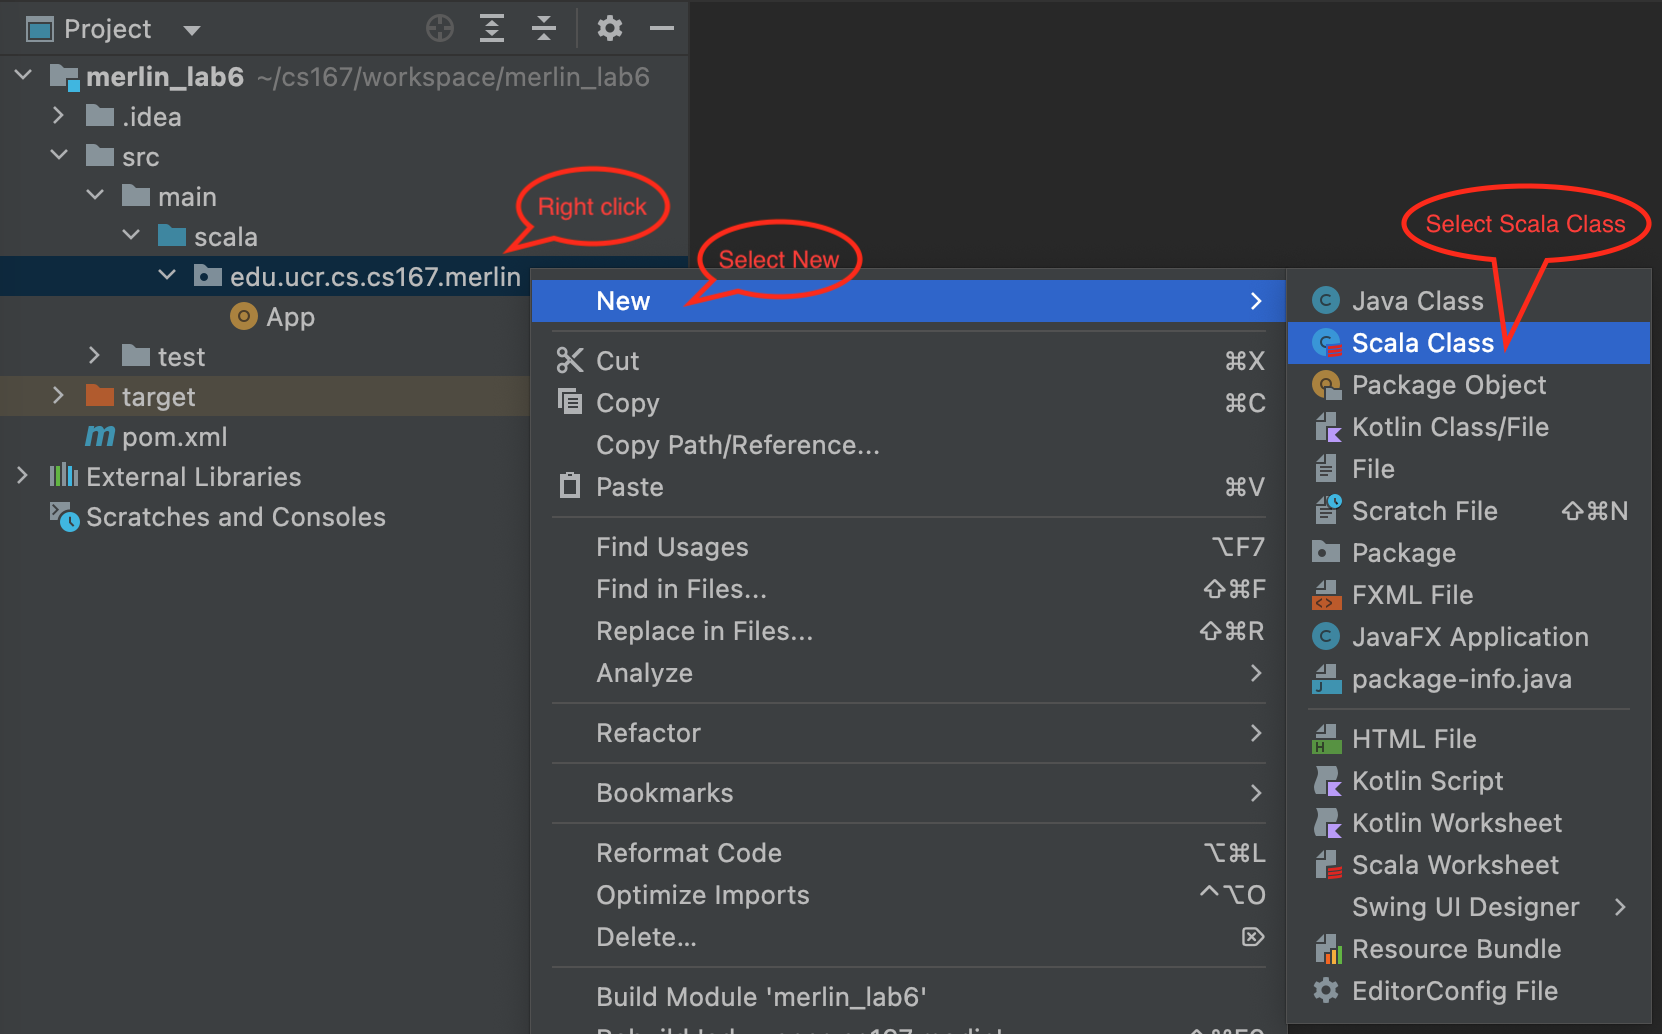 Project
merlin_lab6 ~/cs167/workspace/merlin_lab6
.idea
src
main
scala
edu.ucr.cs.cs167.merlin
App
test
target
pom.xml
External Libraries
Scratches and Consoles
Right click
Select New
Select Scala Class
New
Cut ⌘X
Copy ⌘C
Copy Path/Reference...
Paste ⌘V
Find Usages ⌥F7
Find in Files... ⇧⌘F
Replace in Files... ⇧⌘R
Analyze
Refactor
Bookmarks
Reformat Code ⌥⌘L
Optimize Imports ^⌥O
Delete... ⌦
Build Module 'merlin_lab6'
Java Class
Scala Class
Package Object
Kotlin Class/File
File
Scratch File ⇧⌘N
Package
FXML File
JavaFX Application
package-info.java
HTML File
Kotlin Script
Kotlin Worksheet
Scala Worksheet
Swing UI Designer
Resource Bundle
EditorConfig File